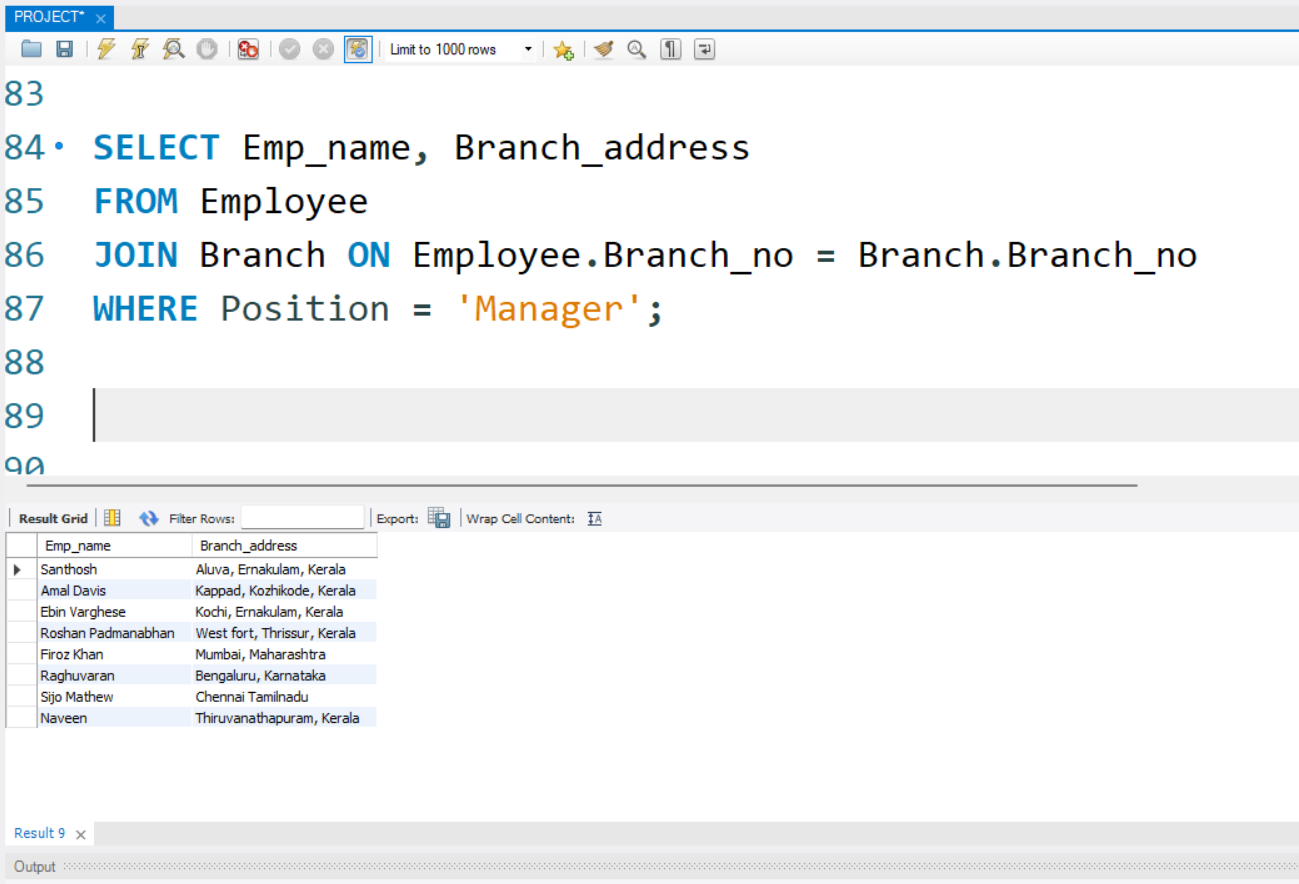 PROJECT*
Limit to 1000 rows
83
84 SELECT Emp_name, Branch_address
85 FROM Employee
86 JOIN Branch ON Employee.Branch_no = Branch.Branch_no
87 WHERE Position = 'Manager';
88
89
90
Result Grid Filter Rows: Export: Wrap Cell Content:
Emp_name Branch_address
Santhosh Aluva, Ernakulam, Kerala
Amal Davis Kappad, Kozhikode, Kerala
Ebin Varghese Kochi, Ernakulam, Kerala
Roshan Padmanabhan West fort, Thrissur, Kerala
Firoz Khan Mumbai, Maharashtra
Raghuvaran Bengaluru, Karnataka
Sijo Mathew Chennai Tamilnadu
Naveen Thiruvanathapuram, Kerala
Result 9
Output